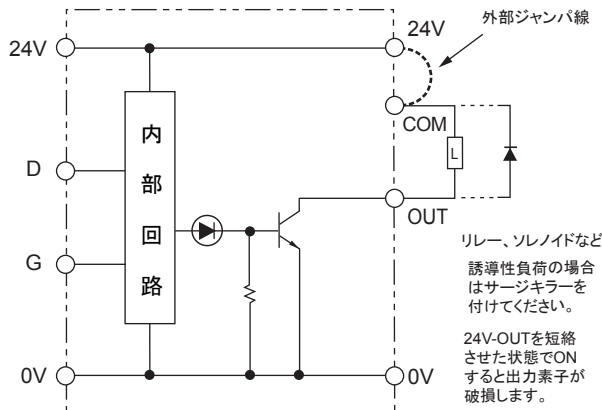 外部ジャンパ線
24V
24V
COM
内部回路
L
D
OUT
リレー、ソレノイドなど
G
誘導性負荷の場合
はサージキラーを
付けてください。
24V-OUTを短絡
させた状態でON
すると出力素子が
破損します。
0V
0V